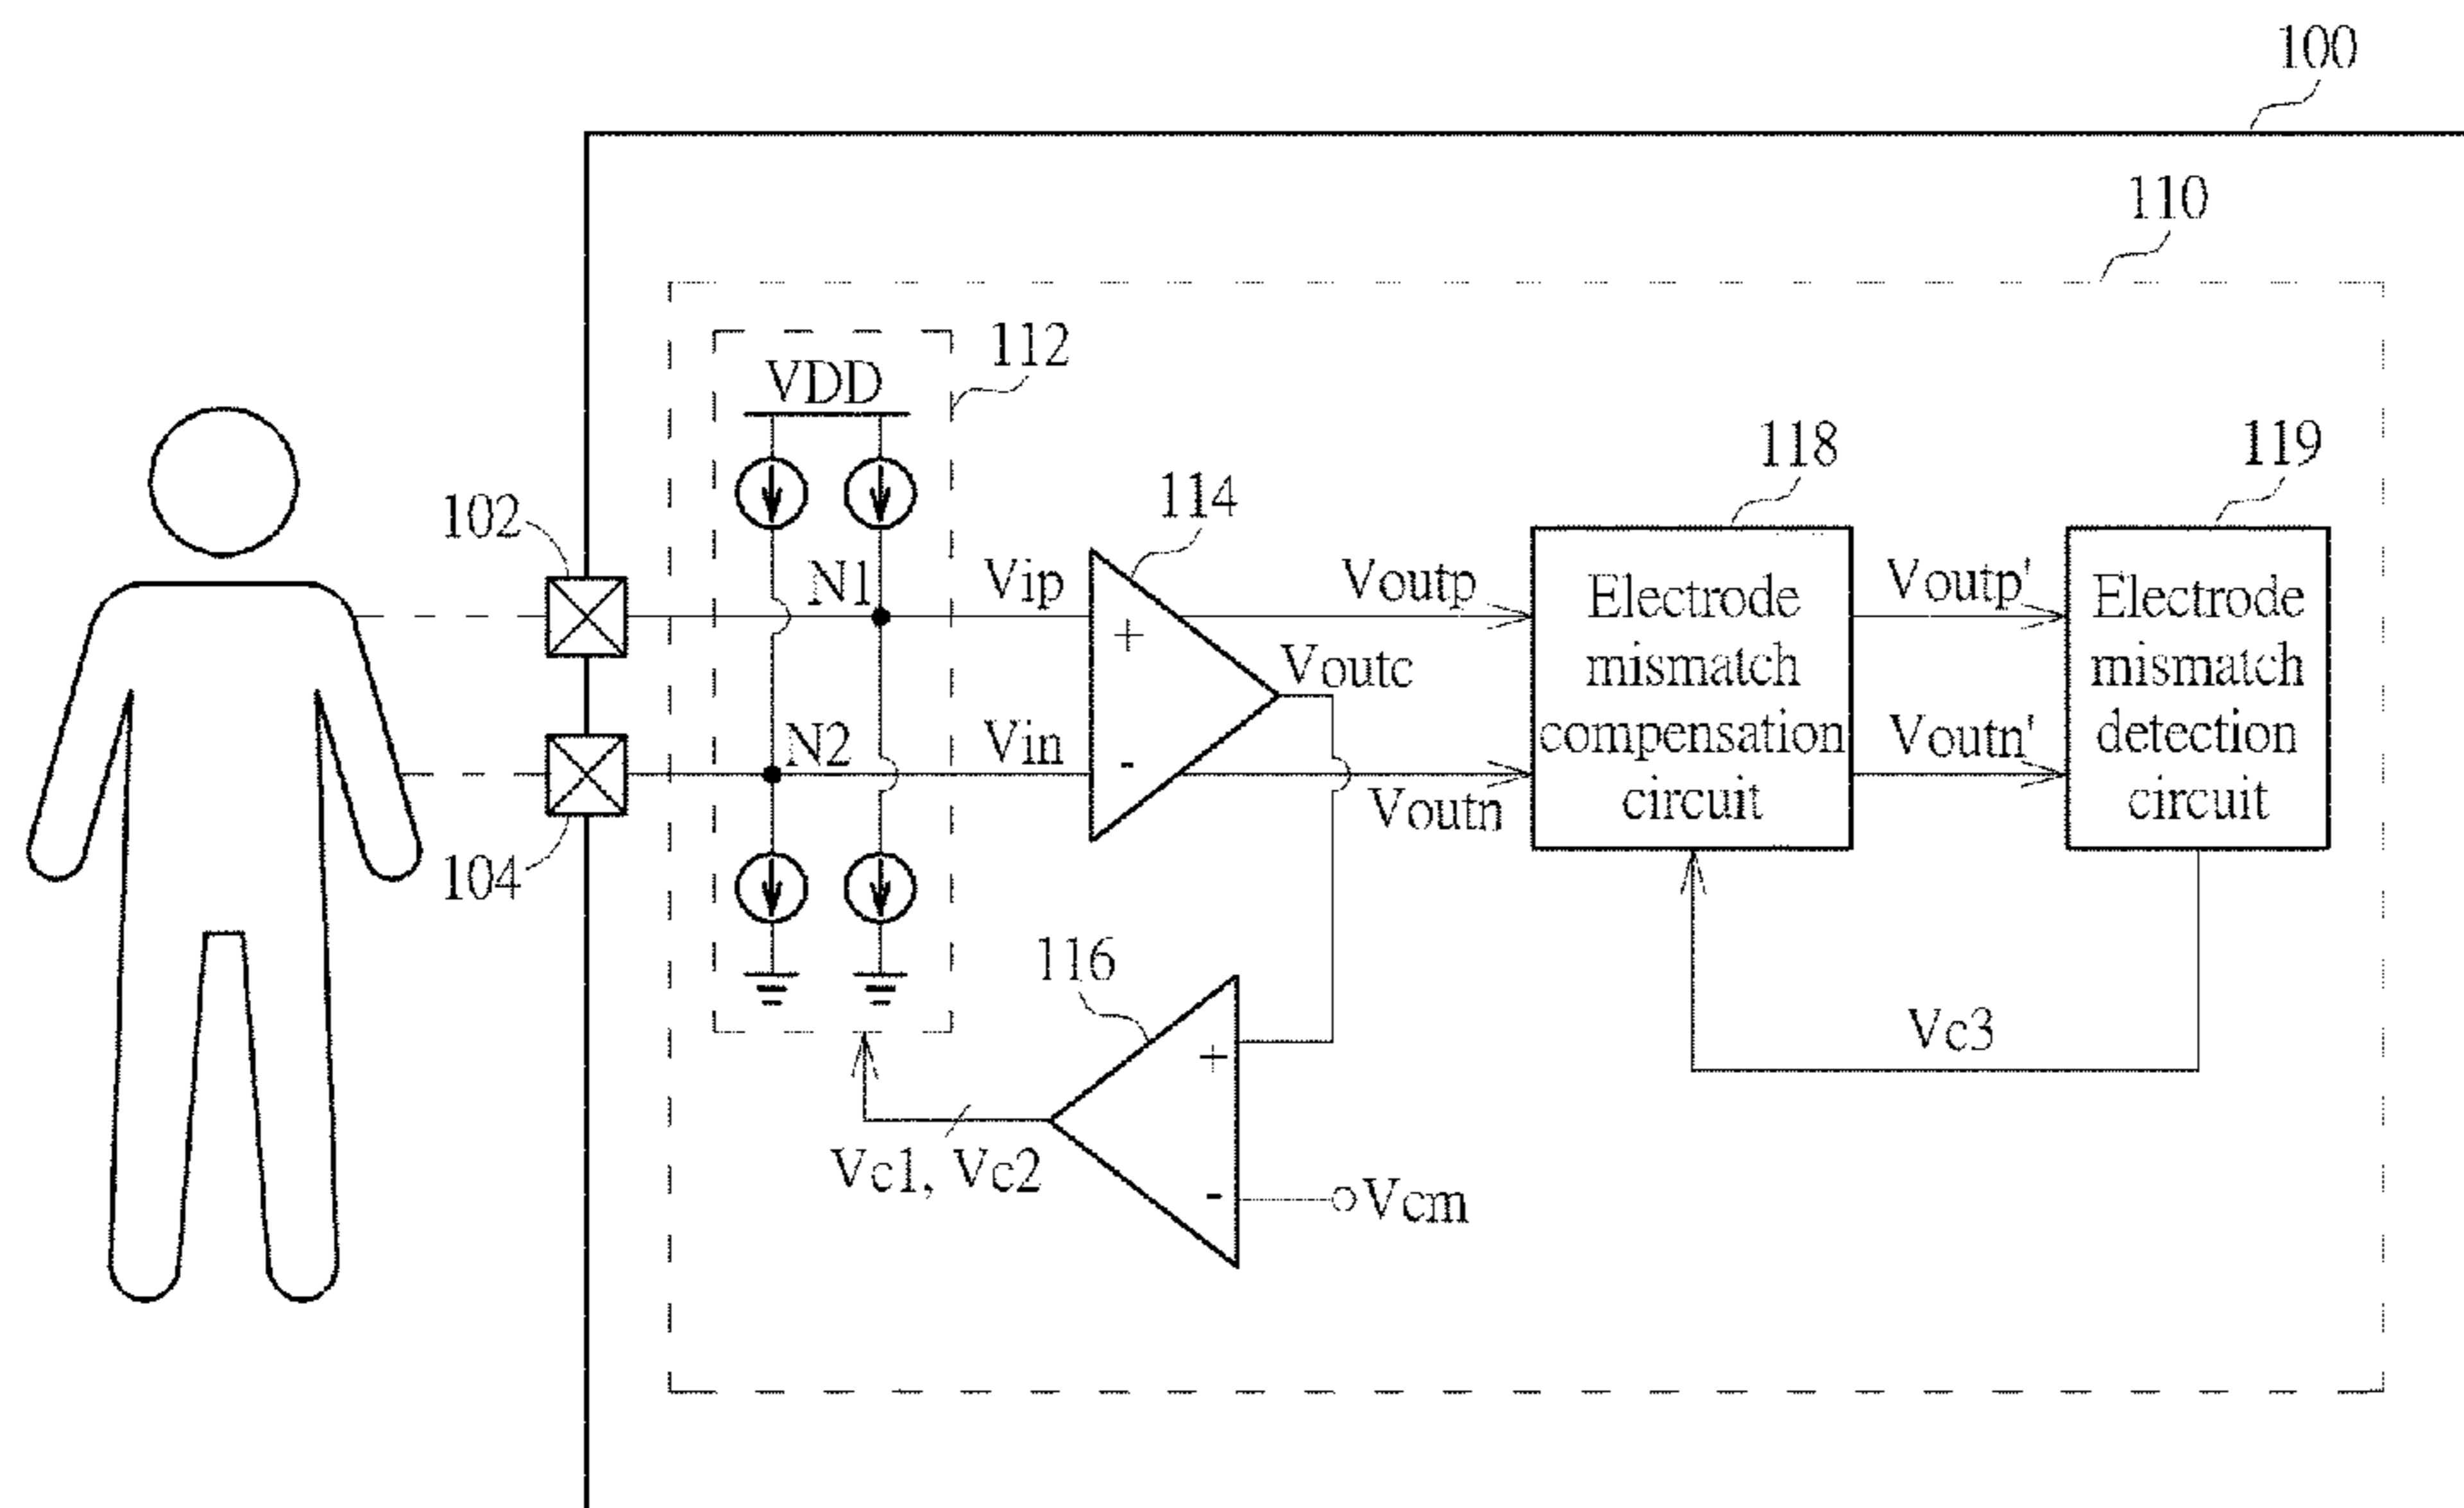 100
110
112
VDD
118
119
114
102
N1
Vip
Voutp
Electrode
mismatch
compensation
circuit
Voutp'
Electrode
mismatch
detection
circuit
Voutc
N2
Vin
Voutn
Voutn'
104
116
+
-
Vc3
+
-
Vc1, Vc2
Vcm